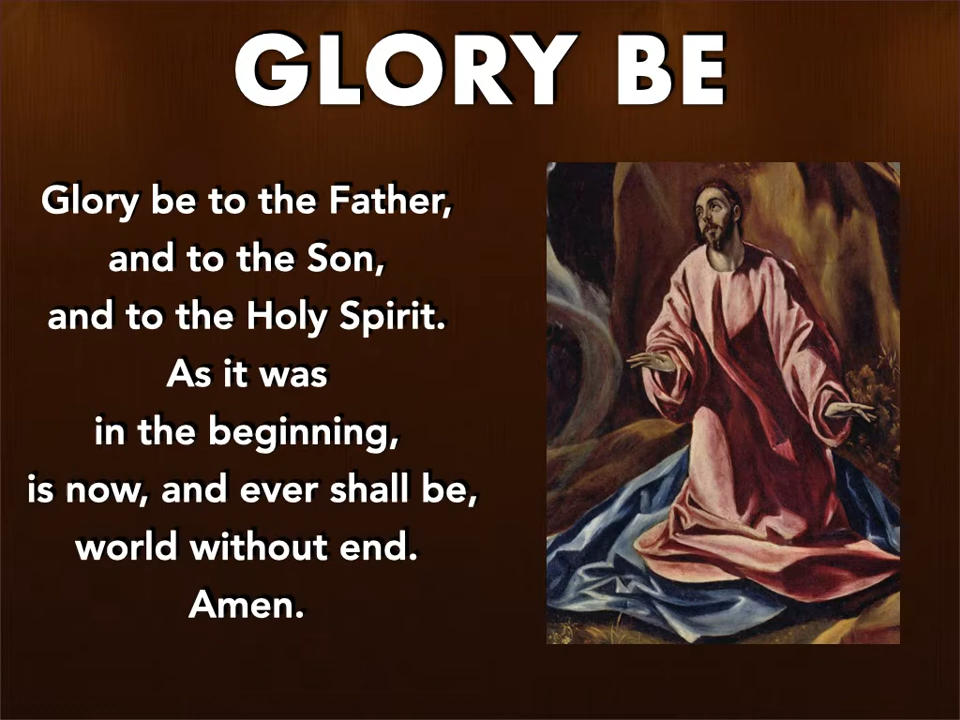 GLORY BE
Glory be to the Father,
and to the Son,
and to the Holy Spirit.
As it was
in the beginning,
is now, and ever shall be,
world without end.
Amen.